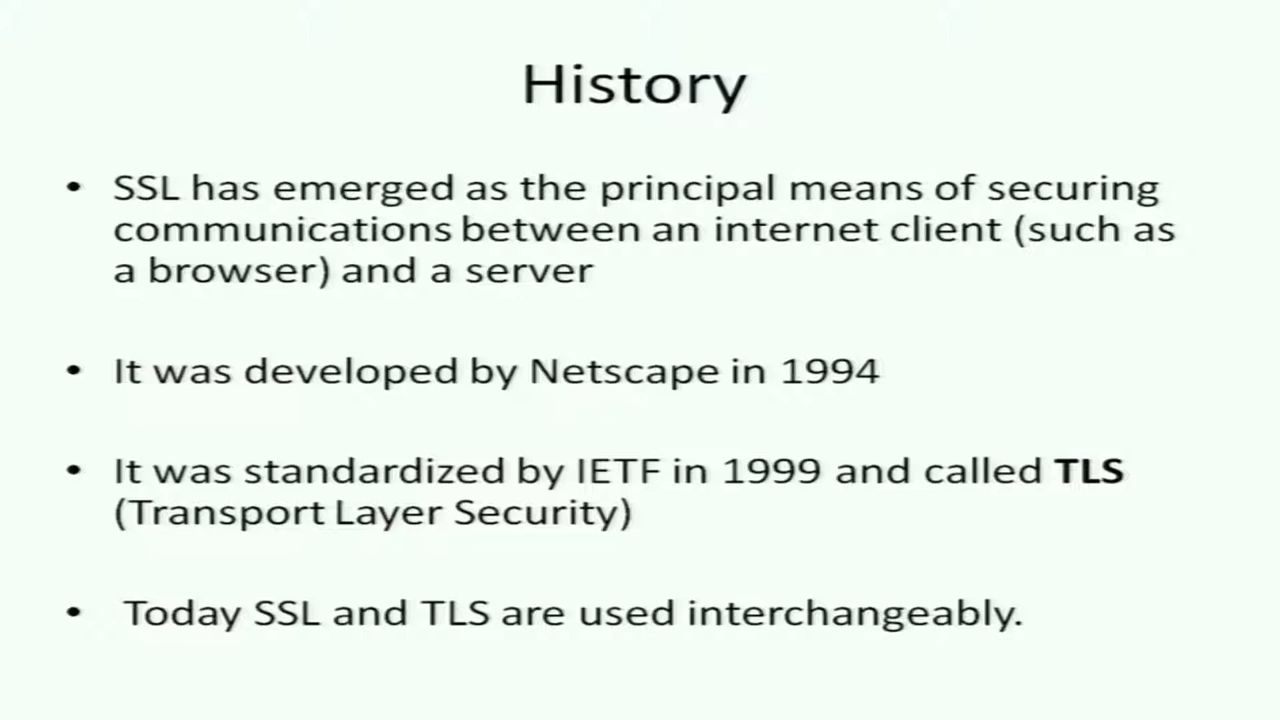 History
• SSL has emerged as the principal means of securing
communications between an internet client (such as
a browser) and a server
• It was developed by Netscape in 1994
• It was standardized by IETF in 1999 and called TLS
(Transport Layer Security)
• Today SSL and TLS are used interchangeably.